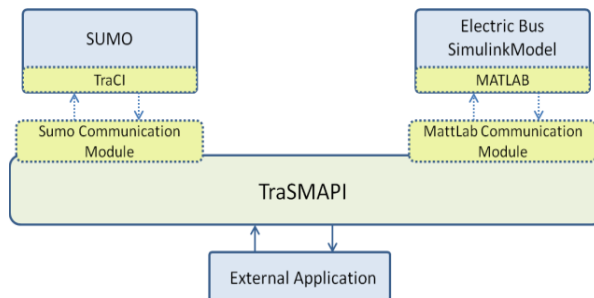 SUMO
TraCI
Electric Bus
SimulinkModel
MATLAB
Sumo Communication
Module
MattLab Communication
Module
TraSMAPI
External Application